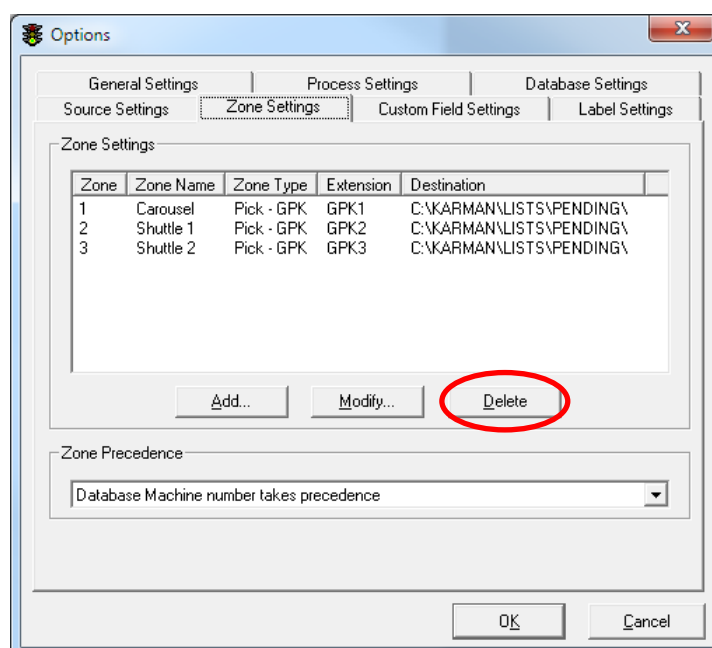 Options
General Settings Process Settings Database Settings
Source Settings Zone Settings Custom Field Settings Label Settings
Zone Settings
Zone Zone Name Zone Type Extension Destination
1 Carousel Pick - GPK GPK1 C:\KARMAN\LISTS\PENDING\
2 Shuttle 1 Pick - GPK GPK2 C:\KARMAN\LISTS\PENDING\
3 Shuttle 2 Pick - GPK GPK3 C:\KARMAN\LISTS\PENDING\
Add... Modify... Delete
Zone Precedence
Database Machine number takes precedence
OK Cancel